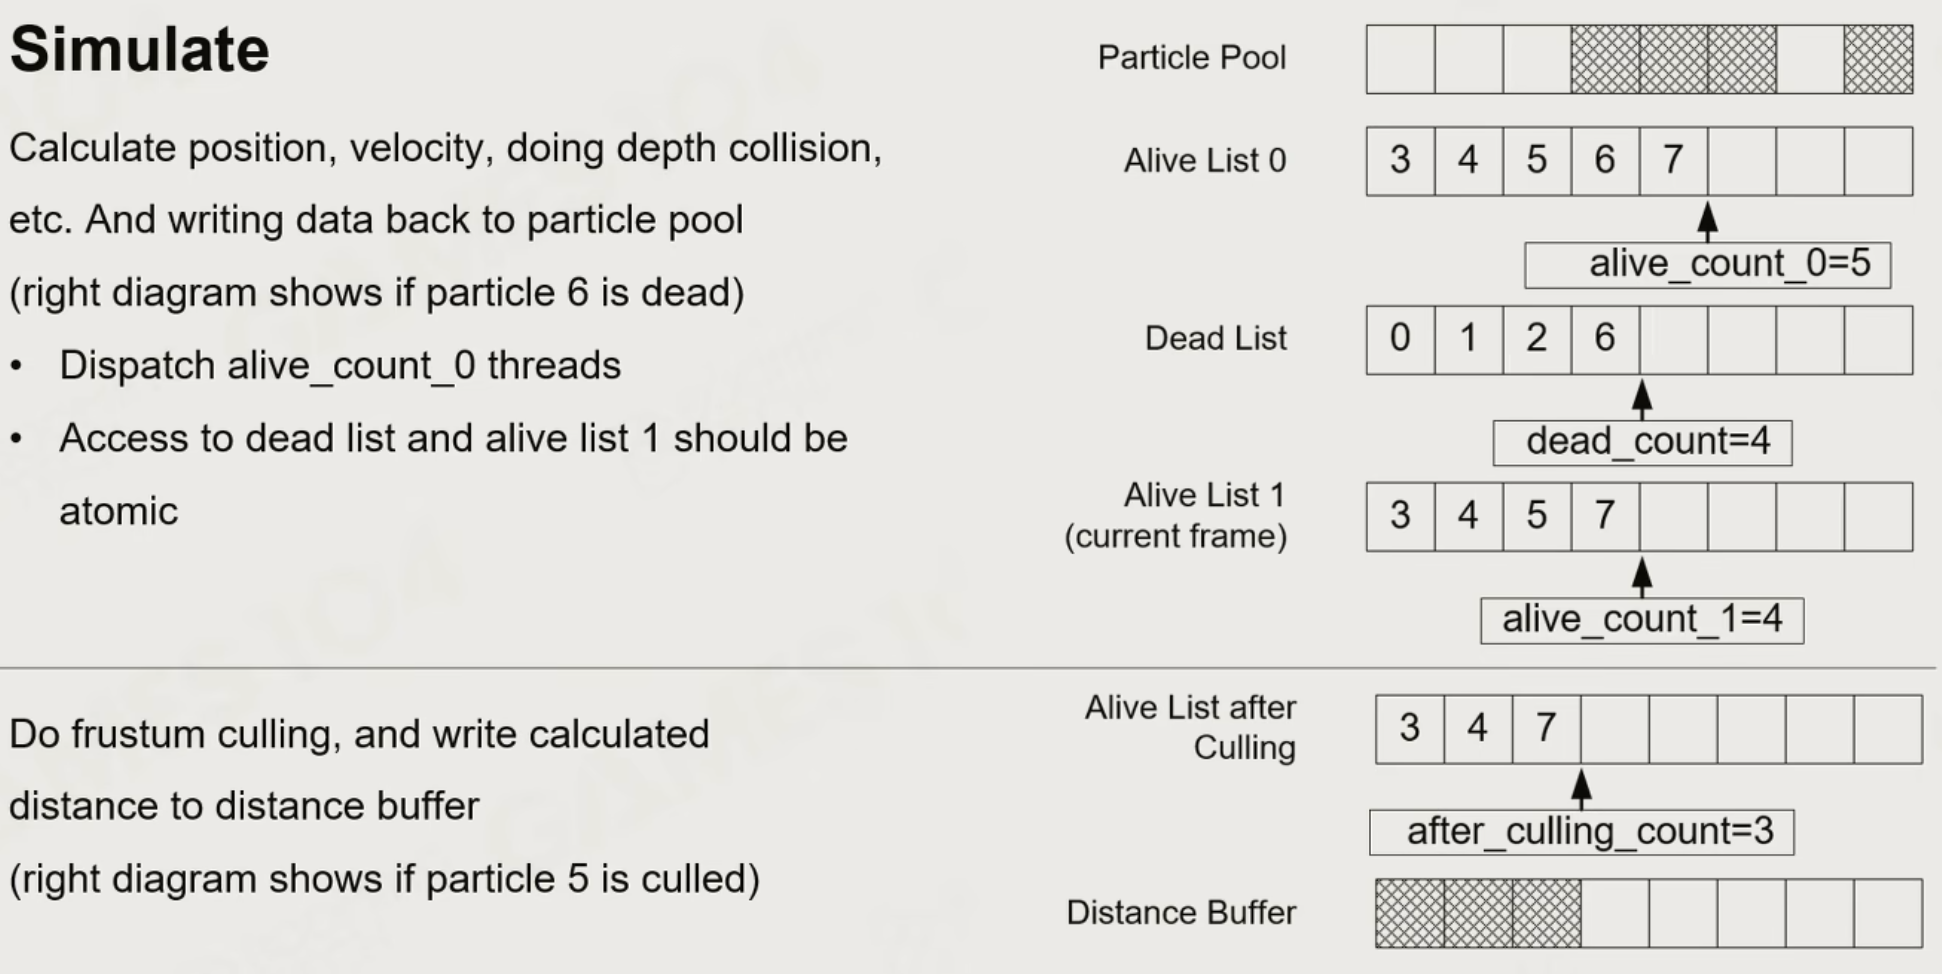 Simulate
Calculate position, velocity, doing depth collision,
etc. And writing data back to particle pool
(right diagram shows if particle 6 is dead)
• Dispatch alive_count_0 threads
• Access to dead list and alive list 1 should be
atomic
Particle Pool
Alive List 0
3 4 5 6 7
alive_count_0=5
Dead List
0 1 2 6
dead_count=4
Alive List 1
(current frame)
3 4 5 7
alive_count_1=4
Do frustum culling, and write calculated
distance to distance buffer
(right diagram shows if particle 5 is culled)
Alive List after
Culling
3 4 7
after_culling_count=3
Distance Buffer